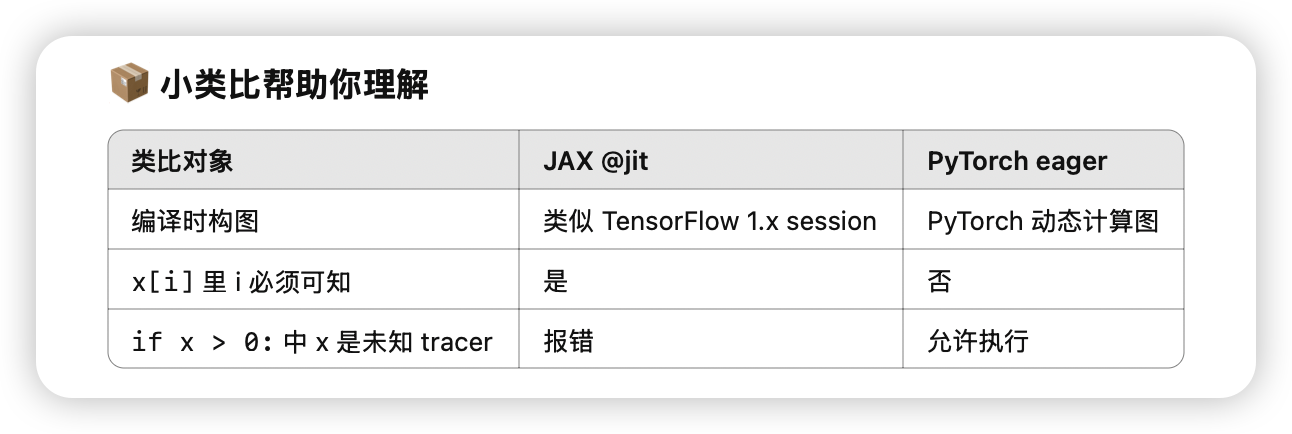 📦 小类比帮助你理解
类比对象 JAX @jit PyTorch eager
编译时构图 类似 TensorFlow 1.x session PyTorch 动态计算图
x[i] 里 i 必须可知 是 否
if x > 0: 中 x 是未知 tracer 报错 允许执行